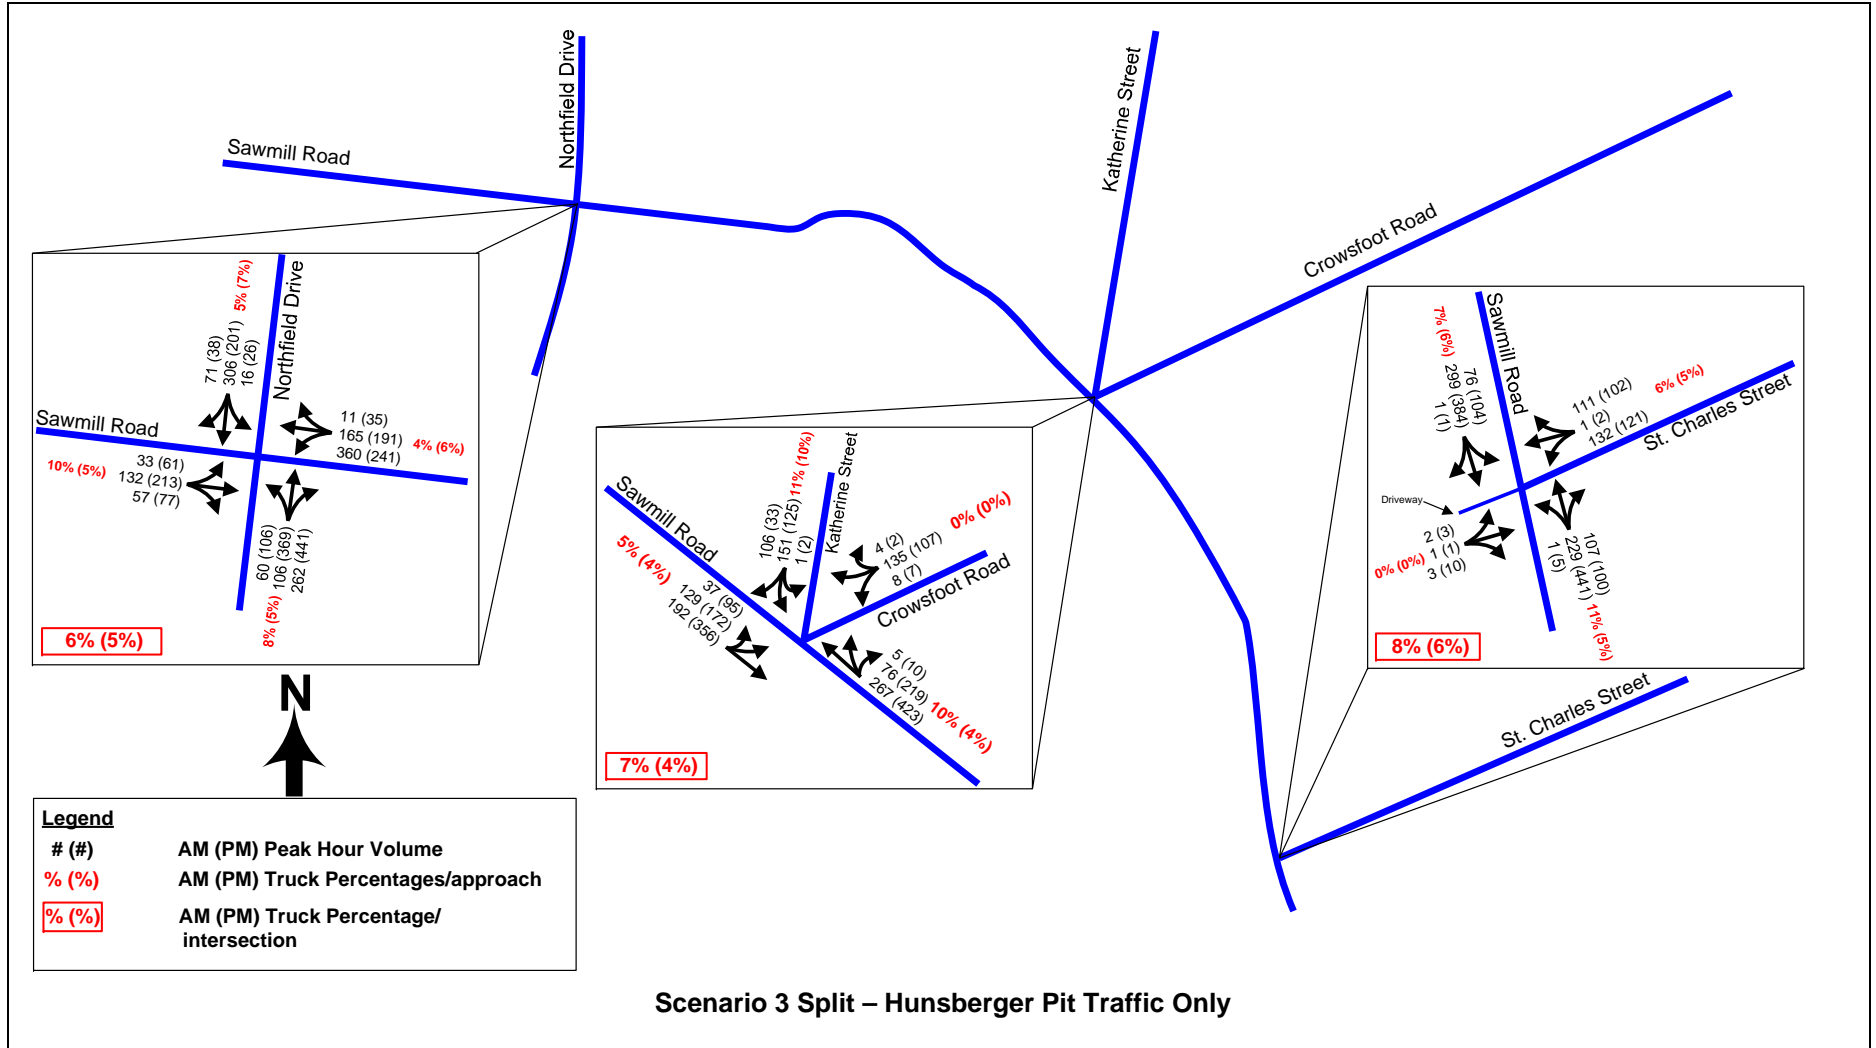 Northfield Drive
Sawmill Road
Katherine Street
Crowsfoot Road
St. Charles Street
Northfield Drive
Sawmill Road
5% (7%)
71 (38)
306 (201)
16 (26)
11 (35)
165 (191)
360 (241)
4% (6%)
10% (5%)
33 (61)
132 (213)
57 (77)
60 (106)
106 (369)
262 (441)
8% (5%)
6% (5%)
Sawmill Road
Katherine Street
Crowsfoot Road
11% (10%)
106 (33)
151 (125)
1 (2)
4 (2)
135 (107)
8 (7)
0% (0%)
5% (4%)
37 (95)
129 (172)
192 (356)
5 (10)
76 (219)
267 (423)
10% (4%)
7% (4%)
Sawmill Road
St. Charles Street
Driveway
7% (6%)
76 (104)
299 (384)
1 (1)
111 (102)
1 (2)
132 (121)
6% (5%)
2 (3)
1 (1)
3 (10)
0% (0%)
107 (100)
229 (441)
1 (5)
11% (5%)
8% (6%)
N
Legend
# (#) AM (PM) Peak Hour Volume
% (%) AM (PM) Truck Percentages/approach
% (%) AM (PM) Truck Percentage/
intersection
Scenario 3 Split – Hunsberger Pit Traffic Only